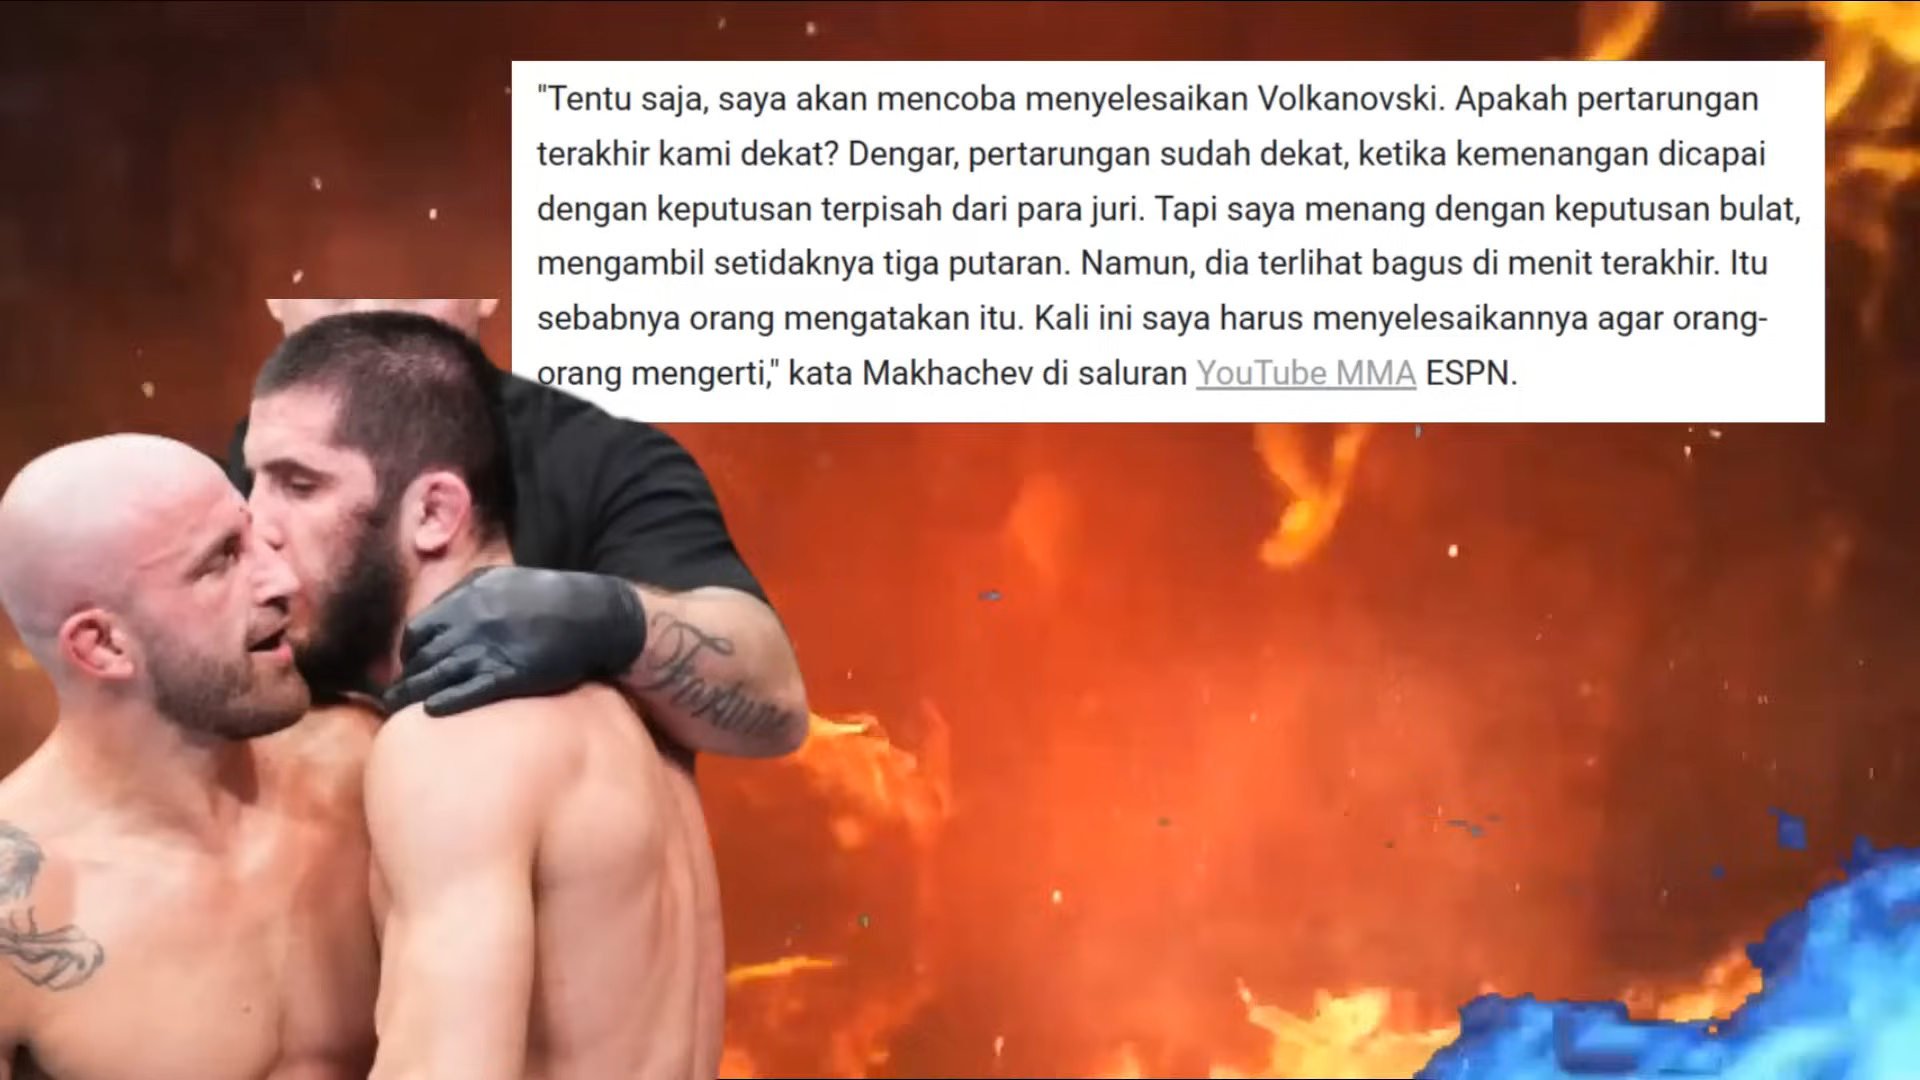 "Tentu saja, saya akan mencoba menyelesaikan Volkanovski. Apakah pertarungan
terakhir kami dekat? Dengar, pertarungan sudah dekat, ketika kemenangan dicapai
dengan keputusan terpisah dari para juri. Tapi saya menang dengan keputusan bulat,
mengambil setidaknya tiga putaran. Namun, dia terlihat bagus di menit terakhir. Itu
sebabnya orang mengatakan itu. Kali ini saya harus menyelesaikannya agar orang-
orang mengerti," kata Makhachev di saluran YouTube MMA ESPN.